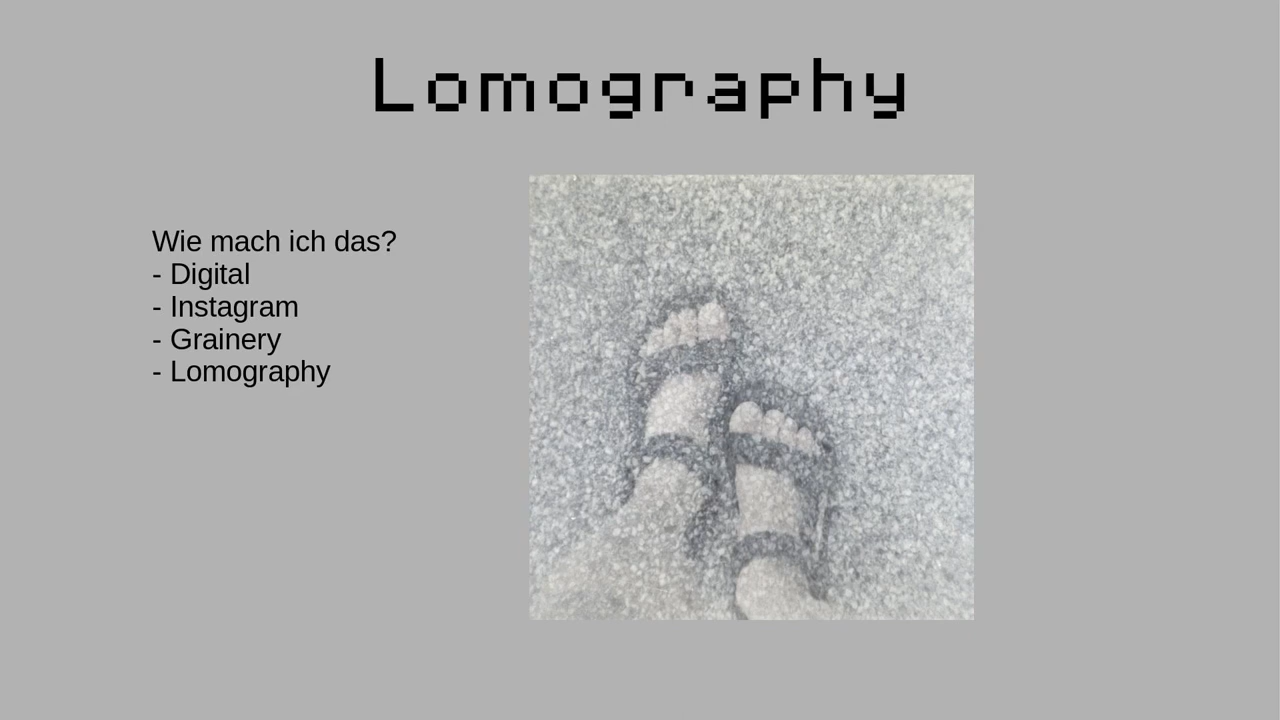 Lomography
Wie mach ich das?
- Digital
- Instagram
- Grainery
- Lomography